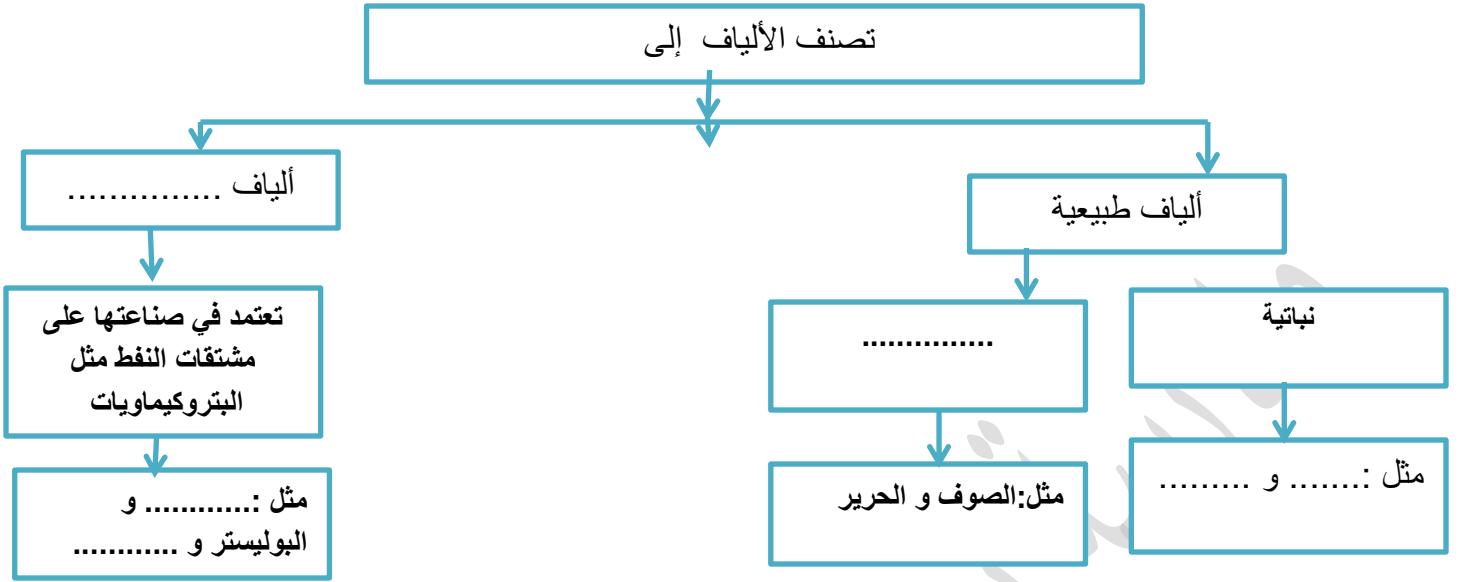 تصنف الألياف إلى
ألياف طبيعية
ألياف ...............
نباتية
...............
تعتمد في صناعتها على
مشتقات النفط مثل
البتروكيماويات
مثل :....... و .........
مثل:الصوف و الحرير
مثل :............ و
البوليستر و ............